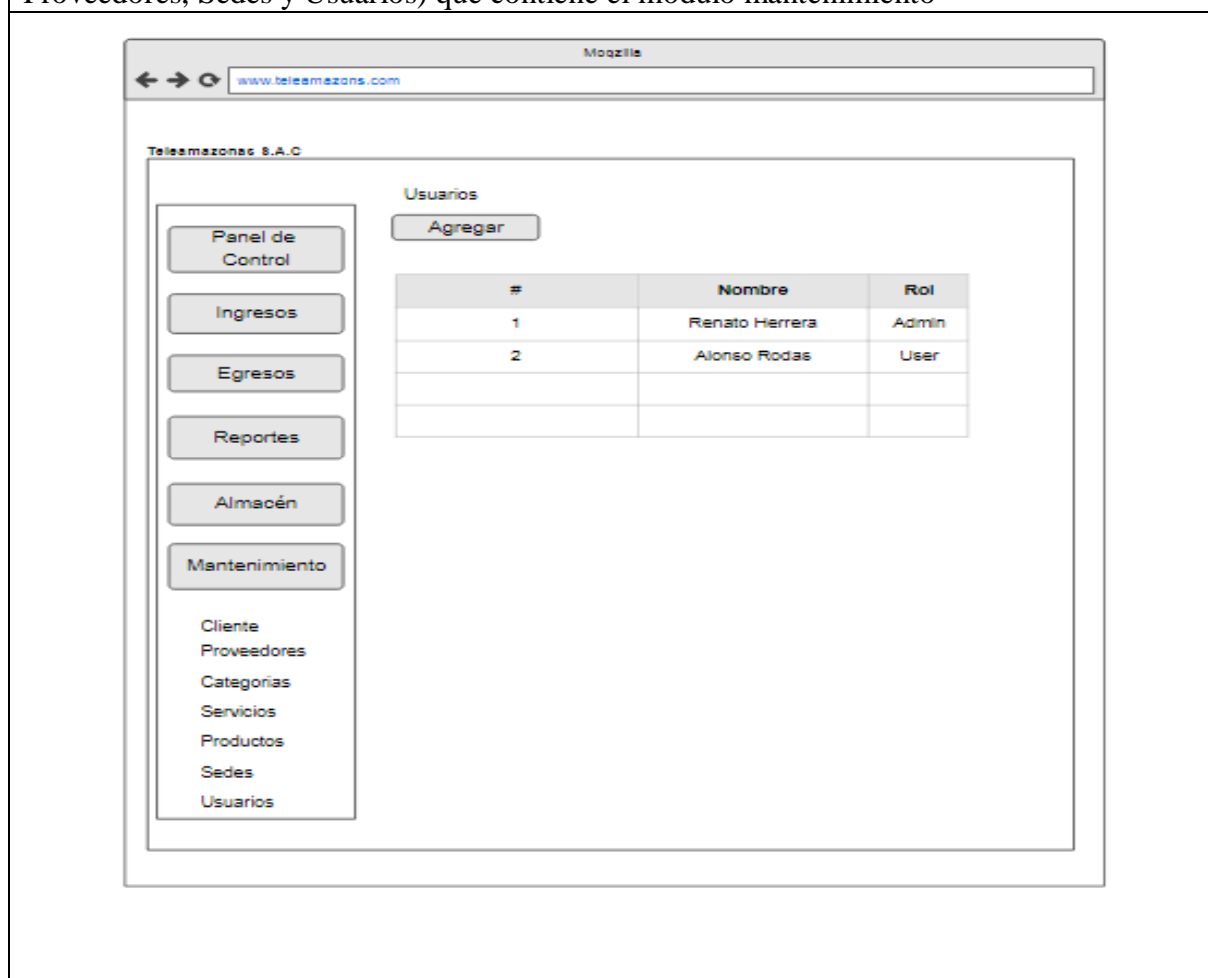 Proveedores, Sedes y Usuarios) que contiene el módulo mantenimiento
Moqzilla
www.teleamazons.com
Teleamazonas S.A.C
Panel de
Control
Ingresos
Egresos
Reportes
Almacén
Mantenimiento
Cliente
Proveedores
Categorias
Servicios
Productos
Sedes
Usuarios
Usuarios
Agregar
# Nombre Rol
1 Renato Herrera Admin
2 Alonso Rodas User